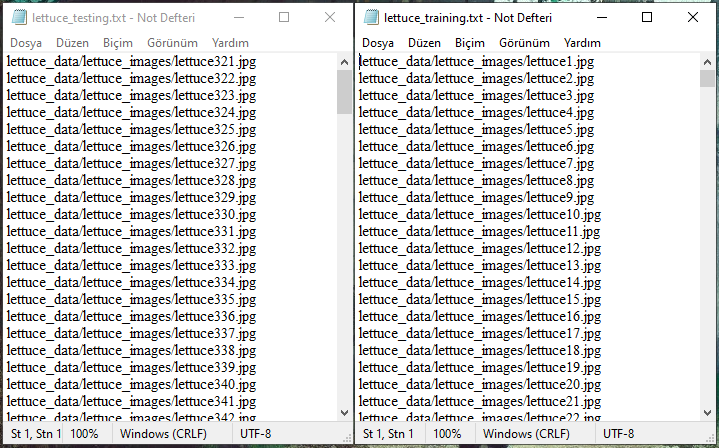 lettuce_testing.txt - Not Defteri
Dosya Düzen Biçim Görünüm Yardım
lettuce_data/lettuce_images/lettuce321.jpg
lettuce_data/lettuce_images/lettuce322.jpg
lettuce_data/lettuce_images/lettuce323.jpg
lettuce_data/lettuce_images/lettuce324.jpg
lettuce_data/lettuce_images/lettuce325.jpg
lettuce_data/lettuce_images/lettuce326.jpg
lettuce_data/lettuce_images/lettuce327.jpg
lettuce_data/lettuce_images/lettuce328.jpg
lettuce_data/lettuce_images/lettuce329.jpg
lettuce_data/lettuce_images/lettuce330.jpg
lettuce_data/lettuce_images/lettuce331.jpg
lettuce_data/lettuce_images/lettuce332.jpg
lettuce_data/lettuce_images/lettuce333.jpg
lettuce_data/lettuce_images/lettuce334.jpg
lettuce_data/lettuce_images/lettuce335.jpg
lettuce_data/lettuce_images/lettuce336.jpg
lettuce_data/lettuce_images/lettuce337.jpg
lettuce_data/lettuce_images/lettuce338.jpg
lettuce_data/lettuce_images/lettuce339.jpg
lettuce_data/lettuce_images/lettuce340.jpg
lettuce_data/lettuce_images/lettuce341.jpg
lettuce_data/lettuce_images/lettuce342.jpg
St 1, Stn 1 100% Windows (CRLF) UTF-8
lettuce_training.txt - Not Defteri
Dosya Düzen Biçim Görünüm Yardım
lettuce_data/lettuce_images/lettuce1.jpg
lettuce_data/lettuce_images/lettuce2.jpg
lettuce_data/lettuce_images/lettuce3.jpg
lettuce_data/lettuce_images/lettuce4.jpg
lettuce_data/lettuce_images/lettuce5.jpg
lettuce_data/lettuce_images/lettuce6.jpg
lettuce_data/lettuce_images/lettuce7.jpg
lettuce_data/lettuce_images/lettuce8.jpg
lettuce_data/lettuce_images/lettuce9.jpg
lettuce_data/lettuce_images/lettuce10.jpg
lettuce_data/lettuce_images/lettuce11.jpg
lettuce_data/lettuce_images/lettuce12.jpg
lettuce_data/lettuce_images/lettuce13.jpg
lettuce_data/lettuce_images/lettuce14.jpg
lettuce_data/lettuce_images/lettuce15.jpg
lettuce_data/lettuce_images/lettuce16.jpg
lettuce_data/lettuce_images/lettuce17.jpg
lettuce_data/lettuce_images/lettuce18.jpg
lettuce_data/lettuce_images/lettuce19.jpg
lettuce_data/lettuce_images/lettuce20.jpg
lettuce_data/lettuce_images/lettuce21.jpg
lettuce_data/lettuce_images/lettuce22.jpg
St 1, Stn 1 100% Windows (CRLF) UTF-8